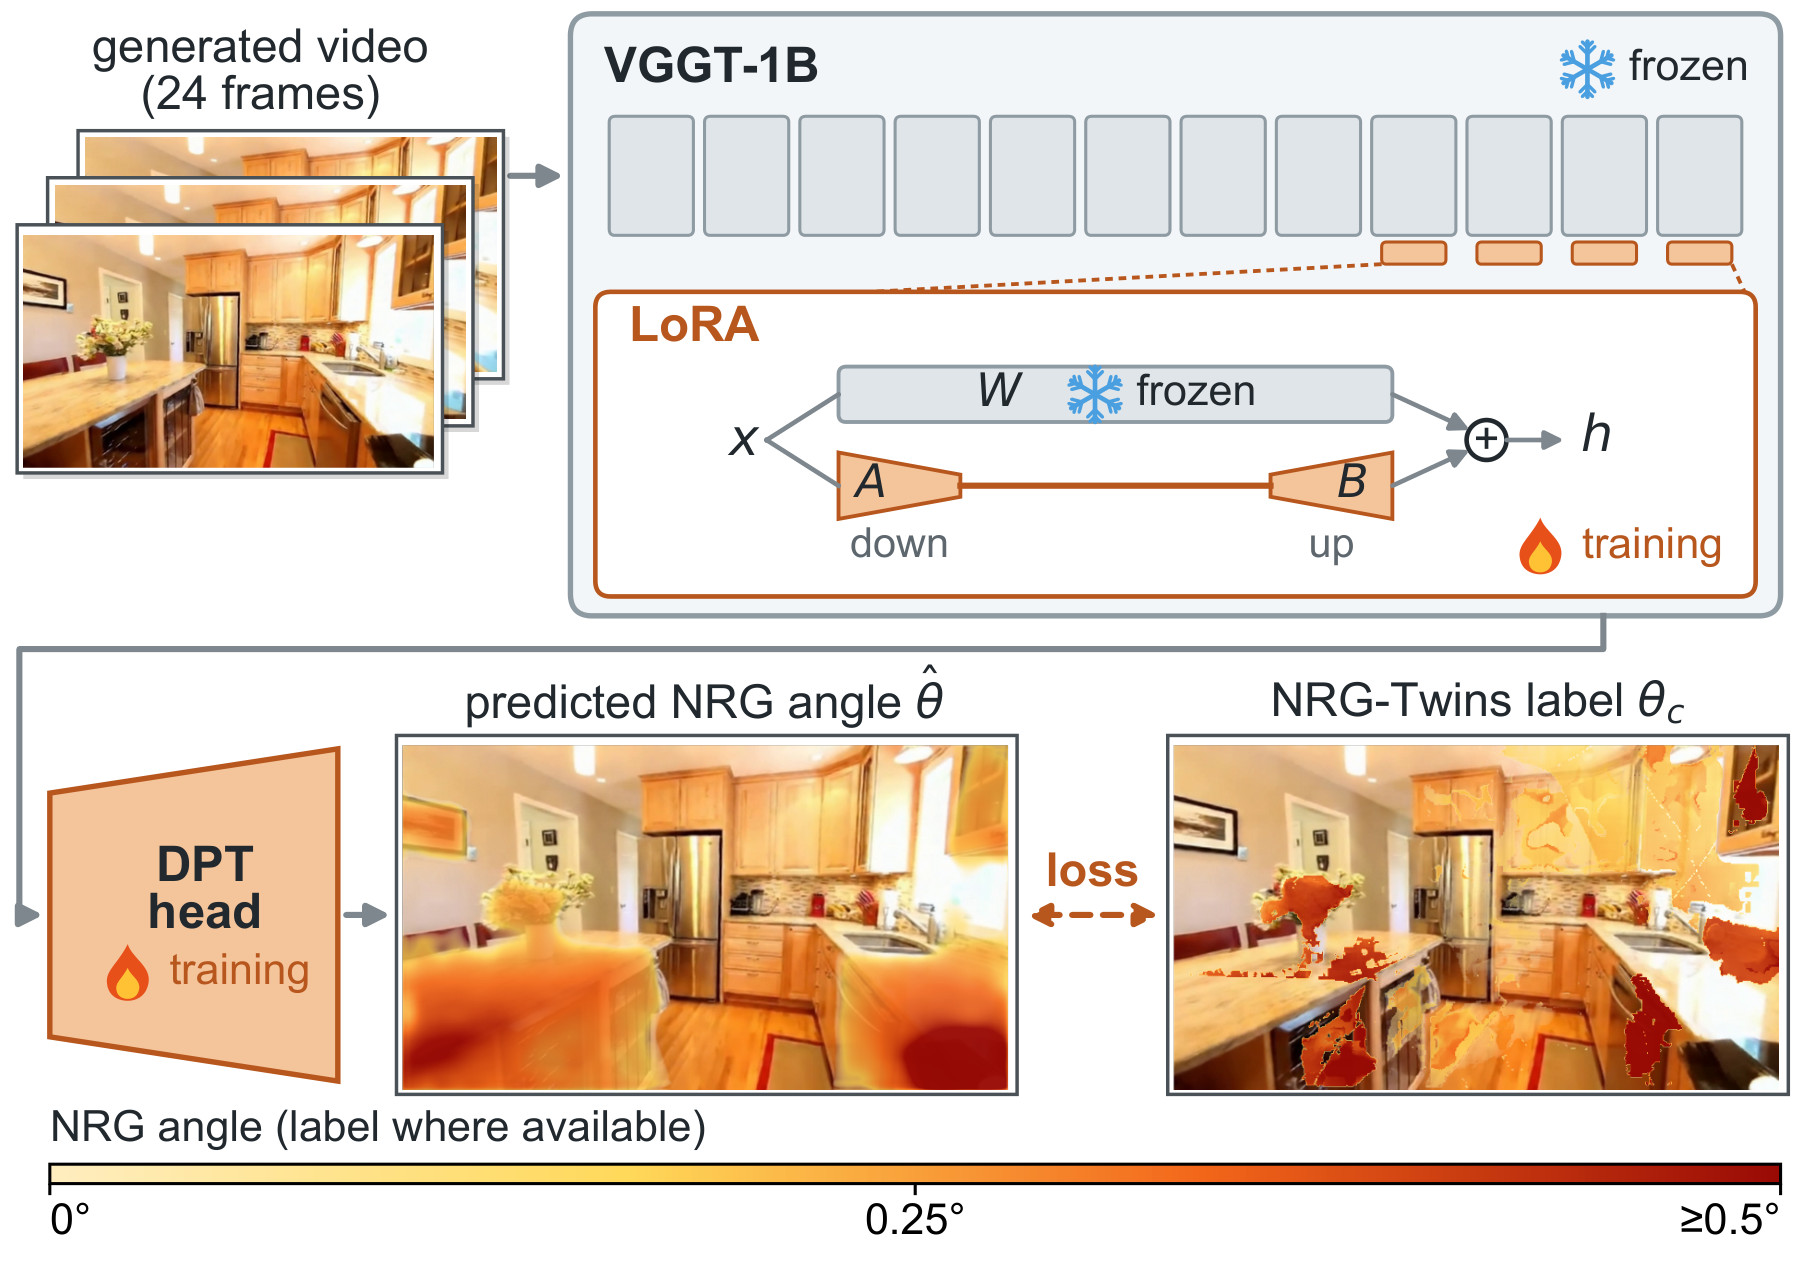 generated video
(24 frames)
VGGT-1B
frozen
LoRA
W frozen
x
+
h
A
B
down
up
training
predicted NRG angle θ̂
NRG-Twins label θ_c
DPT
head
training
loss
NRG angle (label where available)
0°
0.25°
≥0.5°